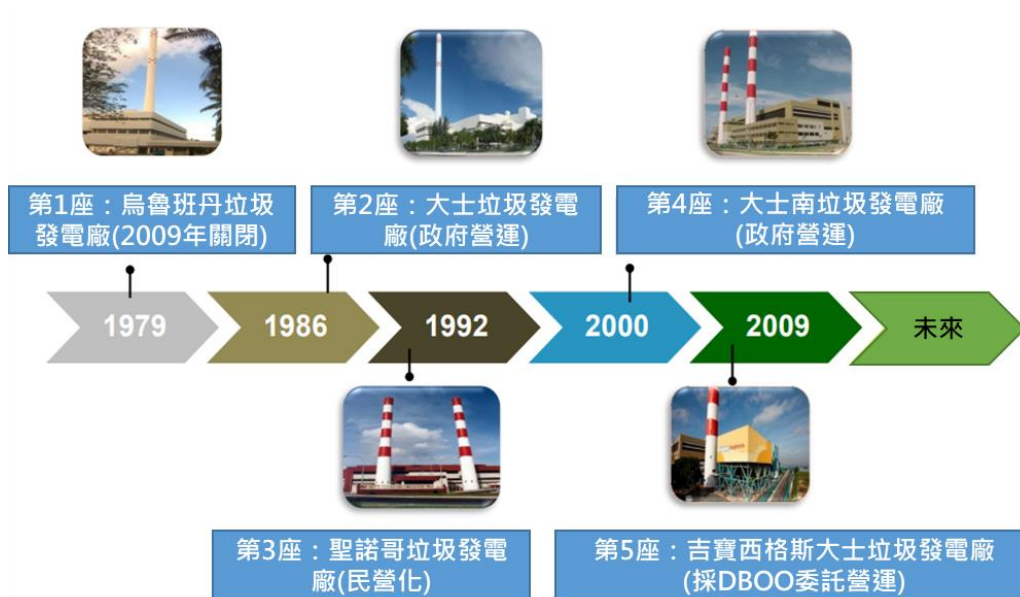 第1座：烏魯班丹垃圾
發電廠(2009年關閉)
第2座：大士垃圾發電
廠(政府營運)
第4座：大士南垃圾發電廠
(政府營運)
1979
1986
1992
2000
2009
未來
第3座：聖諾哥垃圾發電
廠(民營化)
第5座：吉寶西格斯大士垃圾發電廠
(採DBOO委託營運)